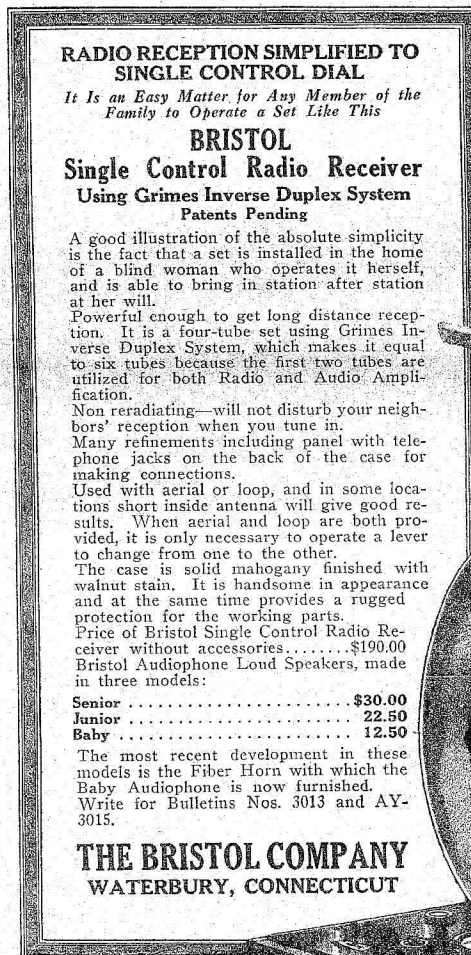 RADIO RECEPTION SIMPLIFIED TO
SINGLE CONTROL DIAL
It Is an Easy Matter for Any Member of the
Family to Operate a Set Like This
BRISTOL
Single Control Radio Receiver
Using Grimes Inverse Duplex System
Patents Pending
A good illustration of the absolute simplicity
is the fact that a set is installed in the home
of a blind woman who operates it herself,
and is able to bring in station after station
at her will.
Powerful enough to get long distance recep-
tion. It is a four-tube set using Grimes In-
verse Duplex System, which makes it equal
to six tubes because the first two tubes are
utilized for both Radio and Audio Ampli-
fication.
Non reradiating—will not disturb your neigh-
bors' reception when you tune in.
Many refinements including panel with tele-
phone jacks on the back of the case for
making connections.
Used with aerial or loop, and in some loca-
tions short inside antenna will give good re-
sults. When aerial and loop are both pro-
vided, it is only necessary to operate a lever
to change from one to the other.
The case is solid mahogany finished with
walnut stain. It is handsome in appearance
and at the same time provides a rugged
protection for the working parts.
Price of Bristol Single Control Radio Re-
ceiver without accessories........$190.00
Bristol Audiophone Loud Speakers, made
in three models:
Senior .......................$30.00
Junior ....................... 22.50
Baby ........................ 12.50
The most recent development in these
models is the Fiber Horn with which the
Baby Audiophone is now furnished.
Write for Bulletins Nos. 3013 and AY-
3015.
THE BRISTOL COMPANY
WATERBURY, CONNECTICUT